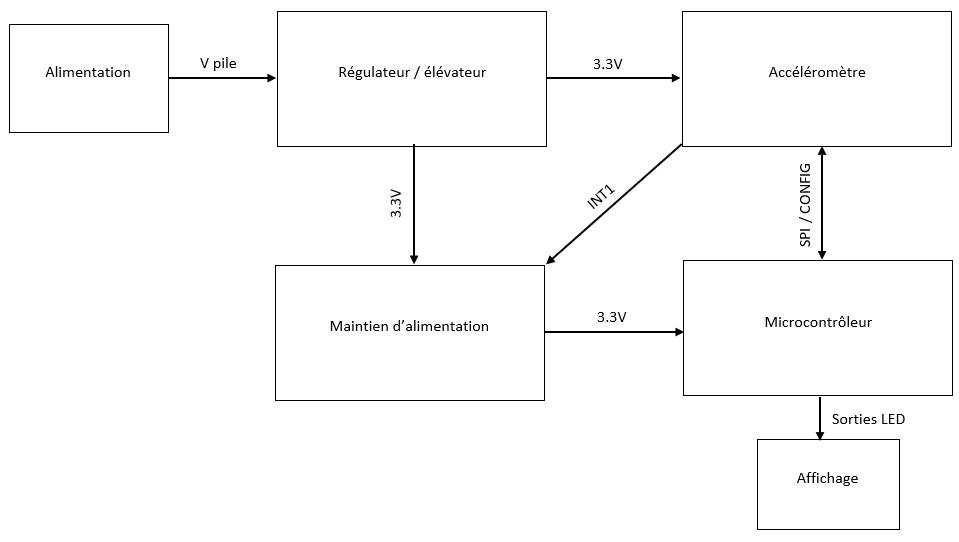 Alimentation
V pile
Régulateur / élévateur
3.3V
Accéléromètre
3.3V
INT1
SPI / CONFIG
Maintien d’alimentation
3.3V
Microcontrôleur
Sorties LED
Affichage